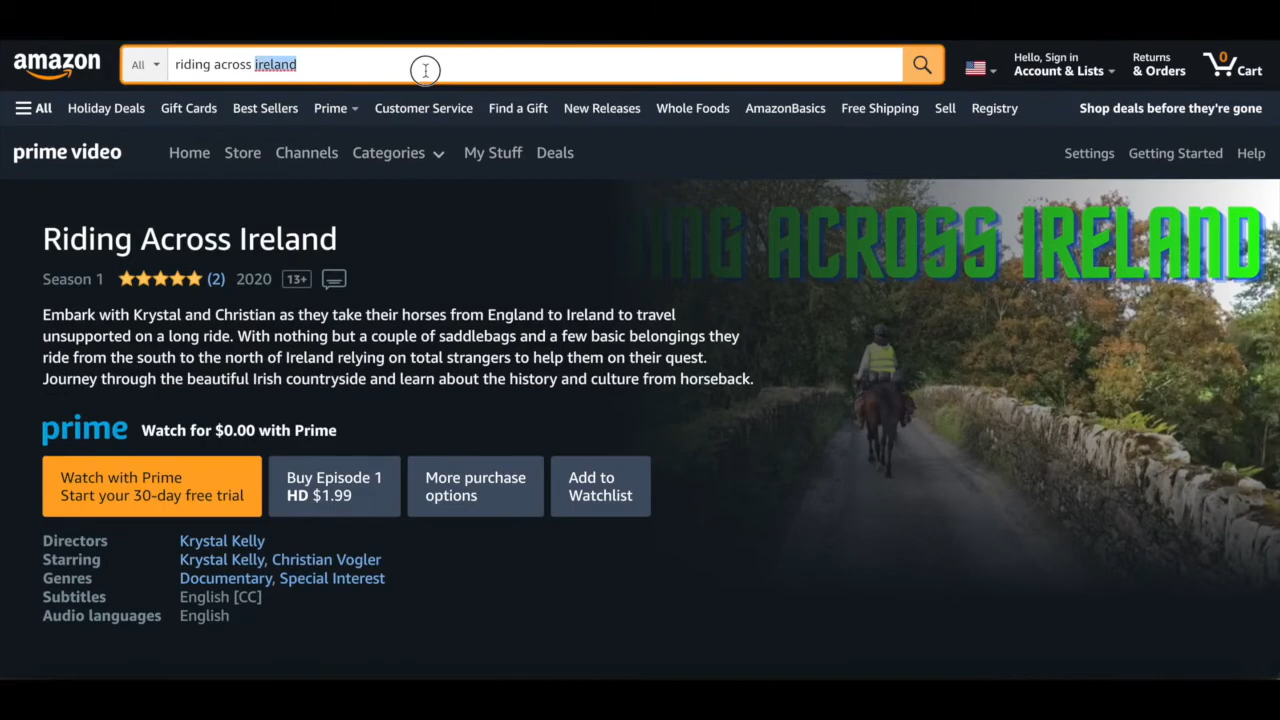 amazon
All
riding across ireland
Hello, Sign in
Account & Lists
Returns
& Orders
0
Cart
All
Holiday Deals
Gift Cards
Best Sellers
Prime
Customer Service
Find a Gift
New Releases
Whole Foods
AmazonBasics
Free Shipping
Sell
Registry
Shop deals before they're gone
prime video
Home
Store
Channels
Categories
My Stuff
Deals
Settings
Getting Started
Help
ACROSS IRELAND
Riding Across Ireland
Season 1 (2) 2020 13+
Embark with Krystal and Christian as they take their horses from England to Ireland to travel
unsupported on a long ride. With nothing but a couple of saddlebags and a few basic belongings they
ride from the south to the north of Ireland relying on total strangers to help them on their quest.
Journey through the beautiful Irish countryside and learn about the history and culture from horseback.
prime Watch for $0.00 with Prime
Watch with Prime
Start your 30-day free trial
Buy Episode 1
HD $1.99
More purchase
options
Add to
Watchlist
Directors Krystal Kelly
Starring Krystal Kelly, Christian Vogler
Genres Documentary, Special Interest
Subtitles English [CC]
Audio languages English